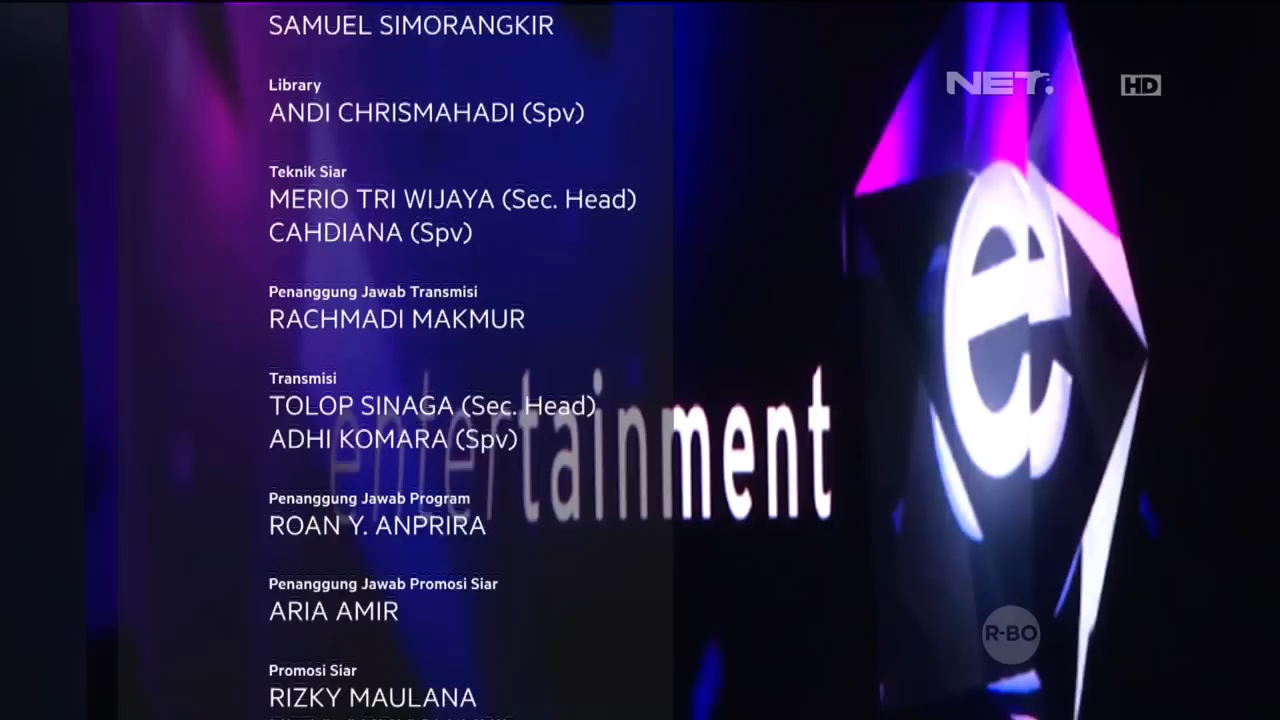 SAMUEL SIMORANGKIR
Library
ANDI CHRISMAHADI (Spv)
Teknik Siar
MERIO TRI WIJAYA (Sec. Head)
CAHDIANA (Spv)
Penanggung Jawab Transmisi
RACHMADI MAKMUR
Transmisi
TOLOP SINAGA (Sec. Head)
ADHI KOMARA (Spv)
Penanggung Jawab Program
ROAN Y. ANPRIRA
Penanggung Jawab Promosi Siar
ARIA AMIR
Promosi Siar
RIZKY MAULANA
entertainment
e
NET.
HD
R-BO